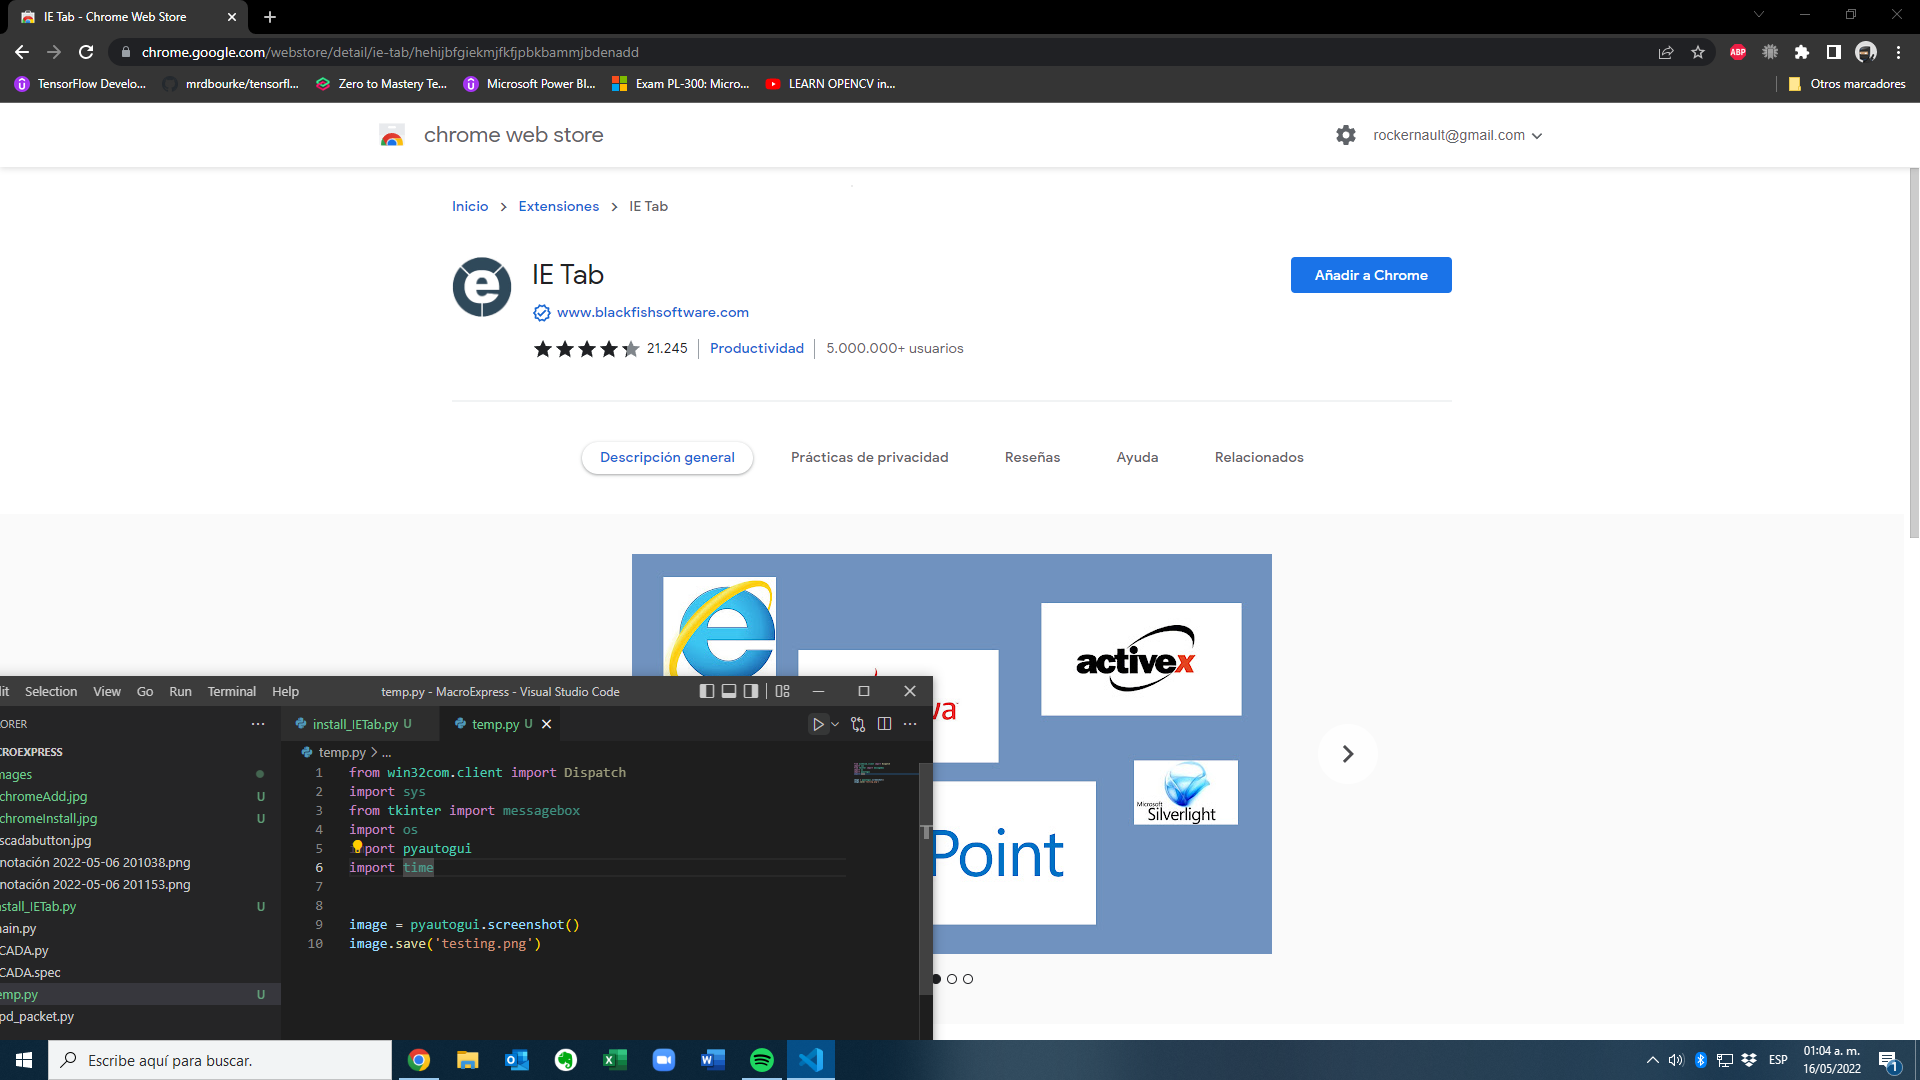 IE Tab - Chrome Web Store
chrome.google.com/webstore/detail/ie-tab/hehijbfgiekmjfkfjpbkbammjbdenadd
ABP
TensorFlow Develo...
mrdbourke/tensorfl...
Zero to Mastery Te...
Microsoft Power BI...
Exam PL-300: Micro...
LEARN OPENCV in...
Otros marcadores
chrome web store
rockernault@gmail.com
Inicio > Extensiones > IE Tab
IE Tab
Añadir a Chrome
www.blackfishsoftware.com
21.245
Productividad
5.000.000+ usuarios
Descripción general
Prácticas de privacidad
Reseñas
Ayuda
Relacionados
activex
va
Microsoft
Silverlight
Point
it Selection View Go Run Terminal Help
temp.py - MacroExpress - Visual Studio Code
ORER
install_IETab.py U
temp.py U
CROEXPRESS
temp.py > ...
mages
chromeAdd.jpg U
chromeInstall.jpg U
scadabutton.jpg
notación 2022-05-06 201038.png
notación 2022-05-06 201153.png
nstall_IETab.py U
ain.py
CADA.py
CADA.spec
emp.py U
pd_packet.py
1 from win32com.client import Dispatch
2 import sys
3 from tkinter import messagebox
4 import os
5 port pyautogui
6 import time
7
8
9 image = pyautogui.screenshot()
10 image.save('testing.png')
Escribe aquí para buscar.
ESP
01:04 a. m.
16/05/2022
1